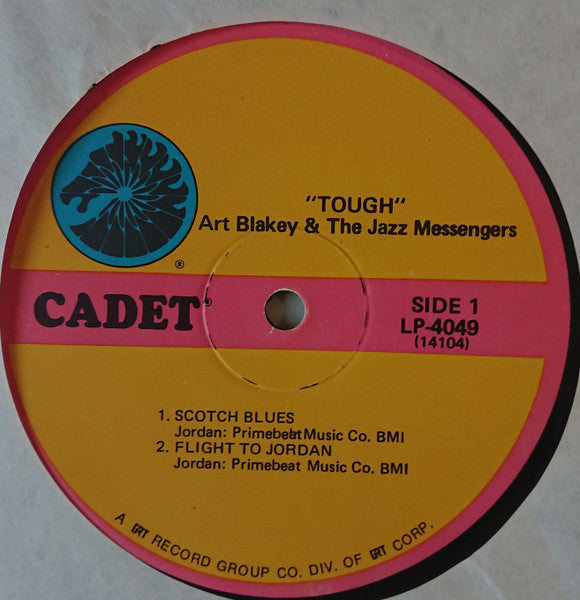 "TOUGH"
Art Blakey & The Jazz Messengers
®
CADET®
SIDE 1
LP-4049
(14104)
1. SCOTCH BLUES
Jordan: Primebeat Music Co. BMI
2. FLIGHT TO JORDAN
Jordan: Primebeat Music Co. BMI
A GRT RECORD GROUP CO. DIV. OF GRT CORP.